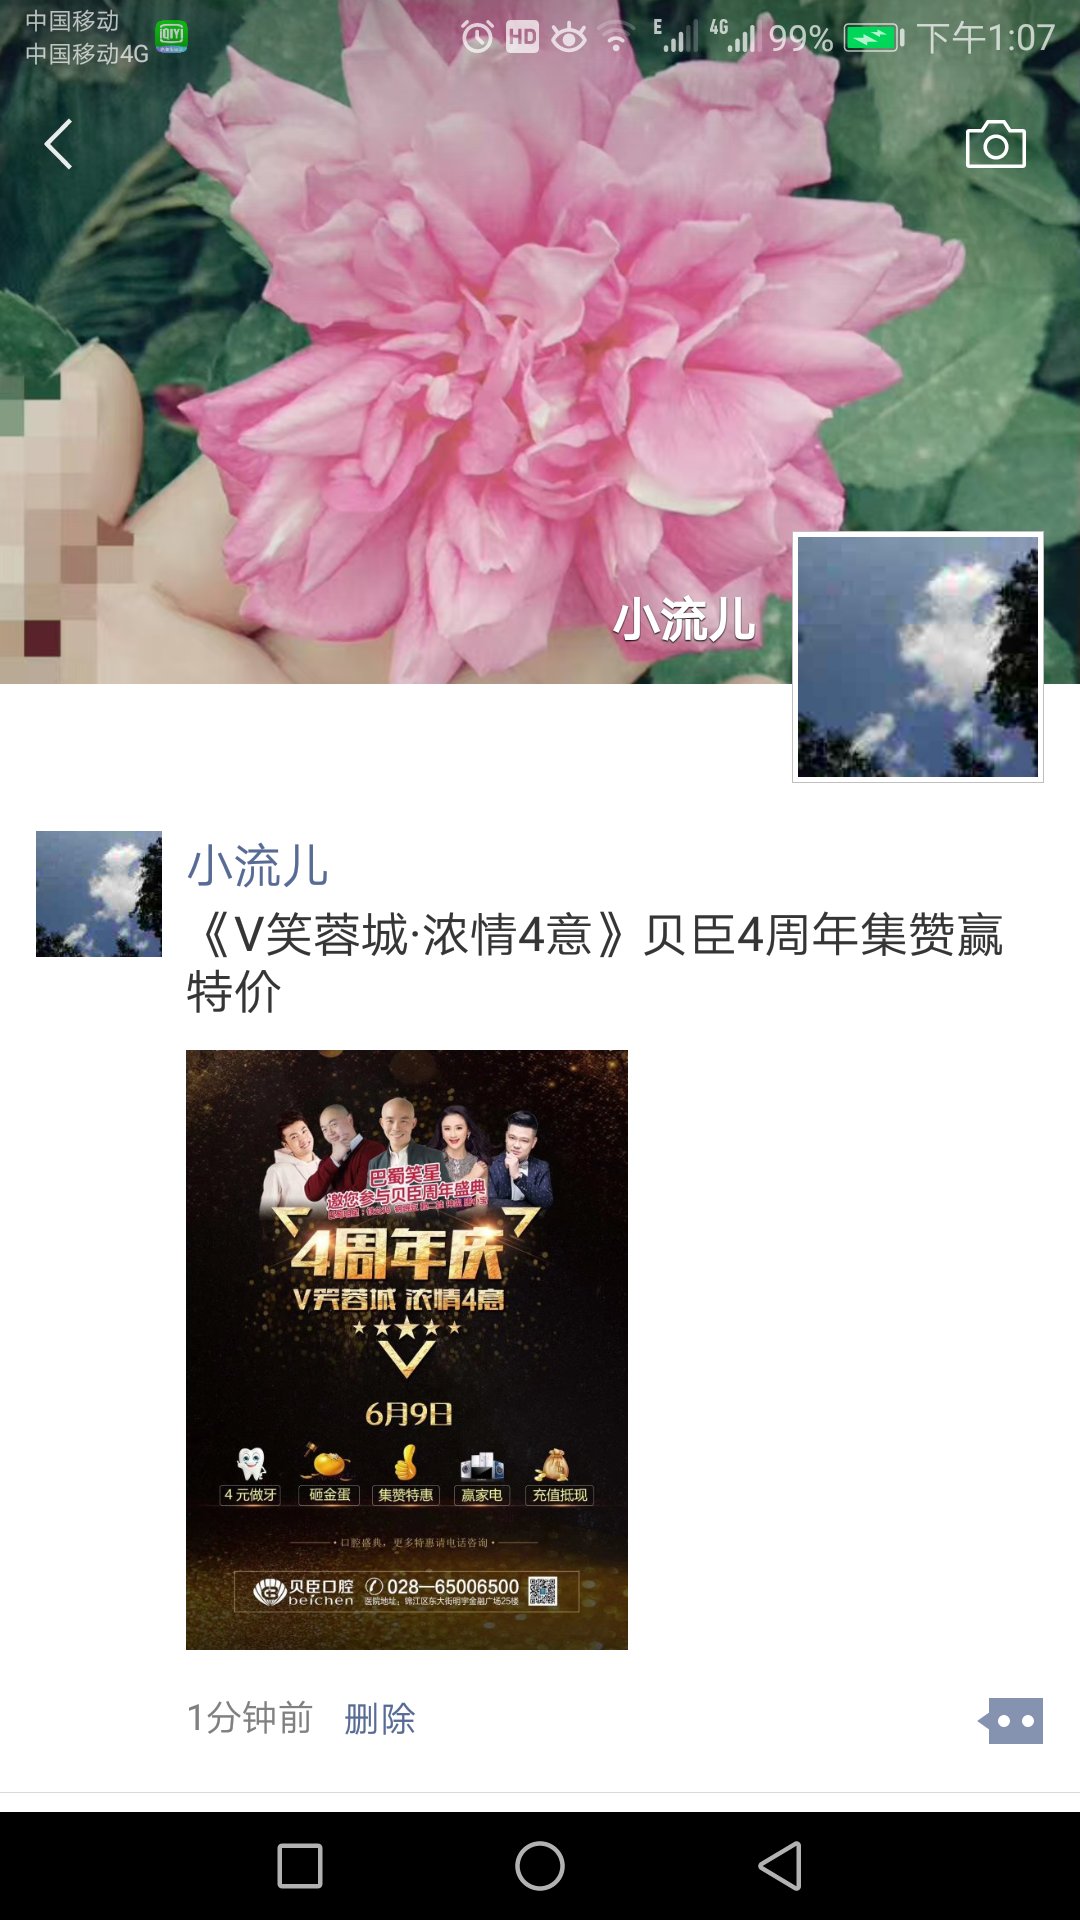 中国移动
中国移动4G
QIY
HD
E
4G
99%
下午1:07
小流儿
小流儿
《V笑蓉城·浓情4意》贝臣4周年集赞赢
特价
巴蜀笑星
邀您参与贝臣周年盛典
4周年庆
V笑蓉城 浓情4意
6月9日
4元做牙
砸金蛋
集赞特惠
赢家电
充值抵现
·口腔盛典，更多特惠请电话咨询·
贝臣口腔
beichen
028—65006500
医院地址：锦江区东大街明宇金融广场25楼
1分钟前
删除